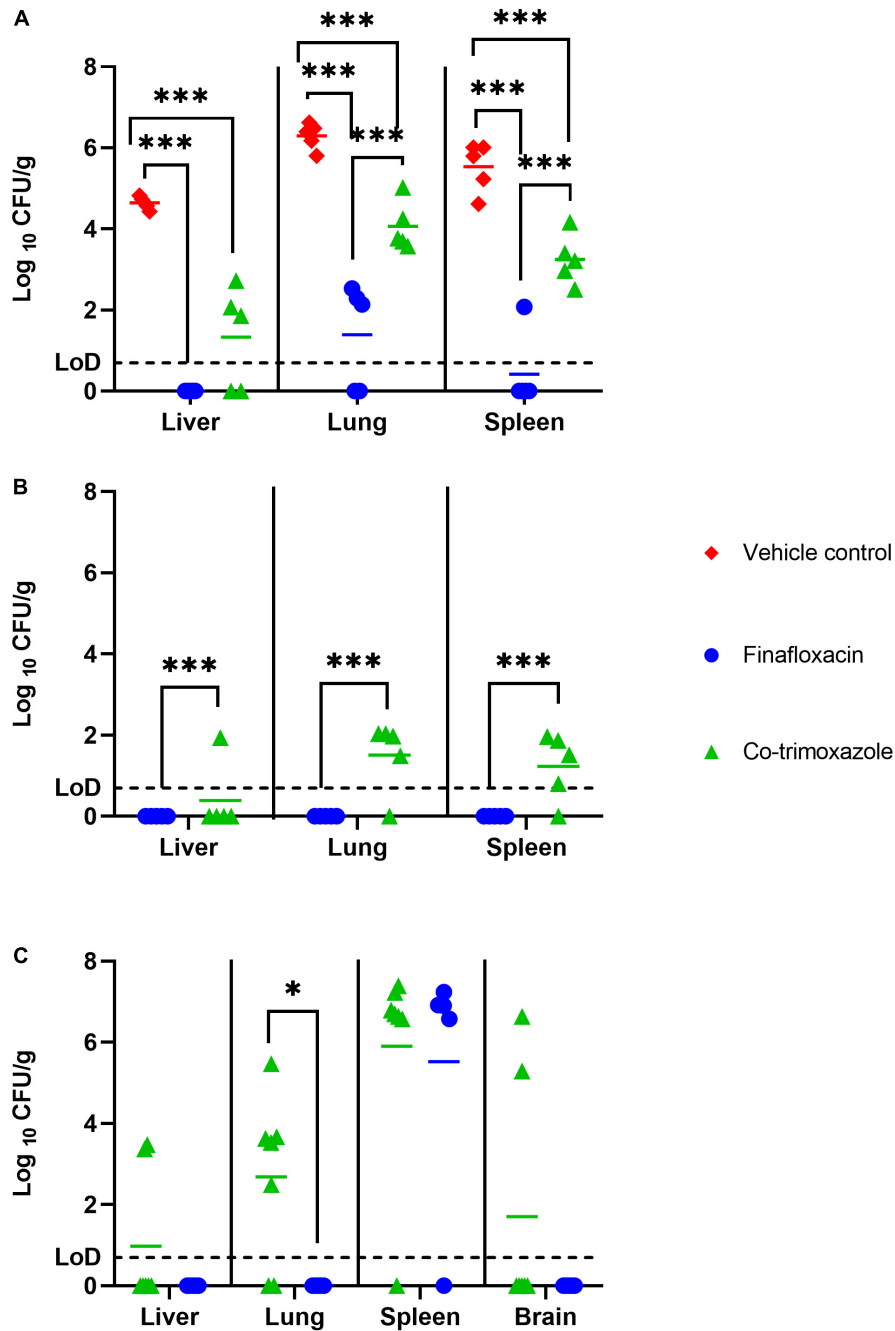 A
***
***
***
***
***
***
***
***
8
6
4
2
LoD
0
Log 10 CFU/g
Liver
Lung
Spleen
B
8
6
4
2
LoD
0
Log 10 CFU/g
***
***
***
Liver
Lung
Spleen
Vehicle control
Finafloxacin
Co-trimoxazole
C
8
6
4
2
LoD
0
Log 10 CFU/g
*
Liver
Lung
Spleen
Brain